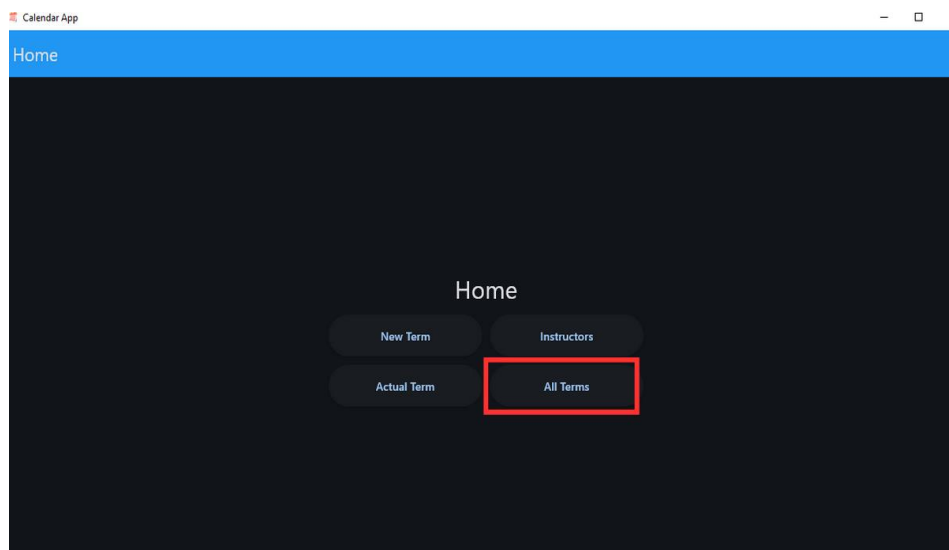 Calendar App
Home
Home
New Term Instructors
Actual Term All Terms